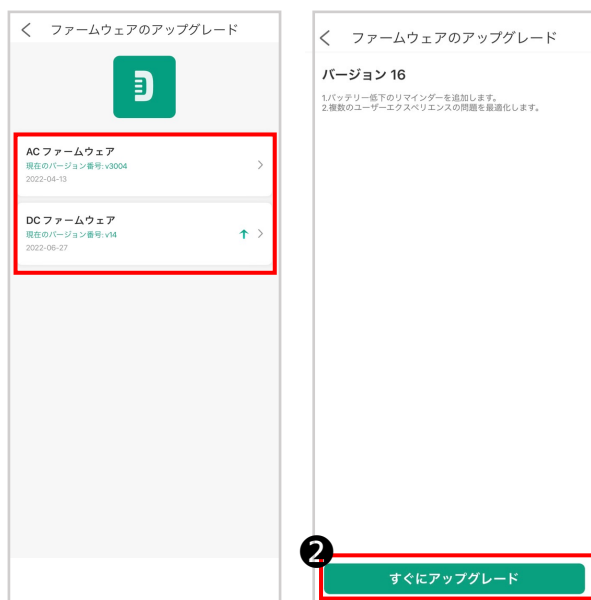 ファームウェアのアップグレード
AC ファームウェア
現在のバージョン番号: v3004
2022-04-13
DC ファームウェア
現在のバージョン番号: v14
2022-06-27
ファームウェアのアップグレード
バージョン 16
1.バッテリー低下のリマインダーを追加します。
2.複数のユーザーエクスペリエンスの問題を最適化します。
2
すぐにアップグレード